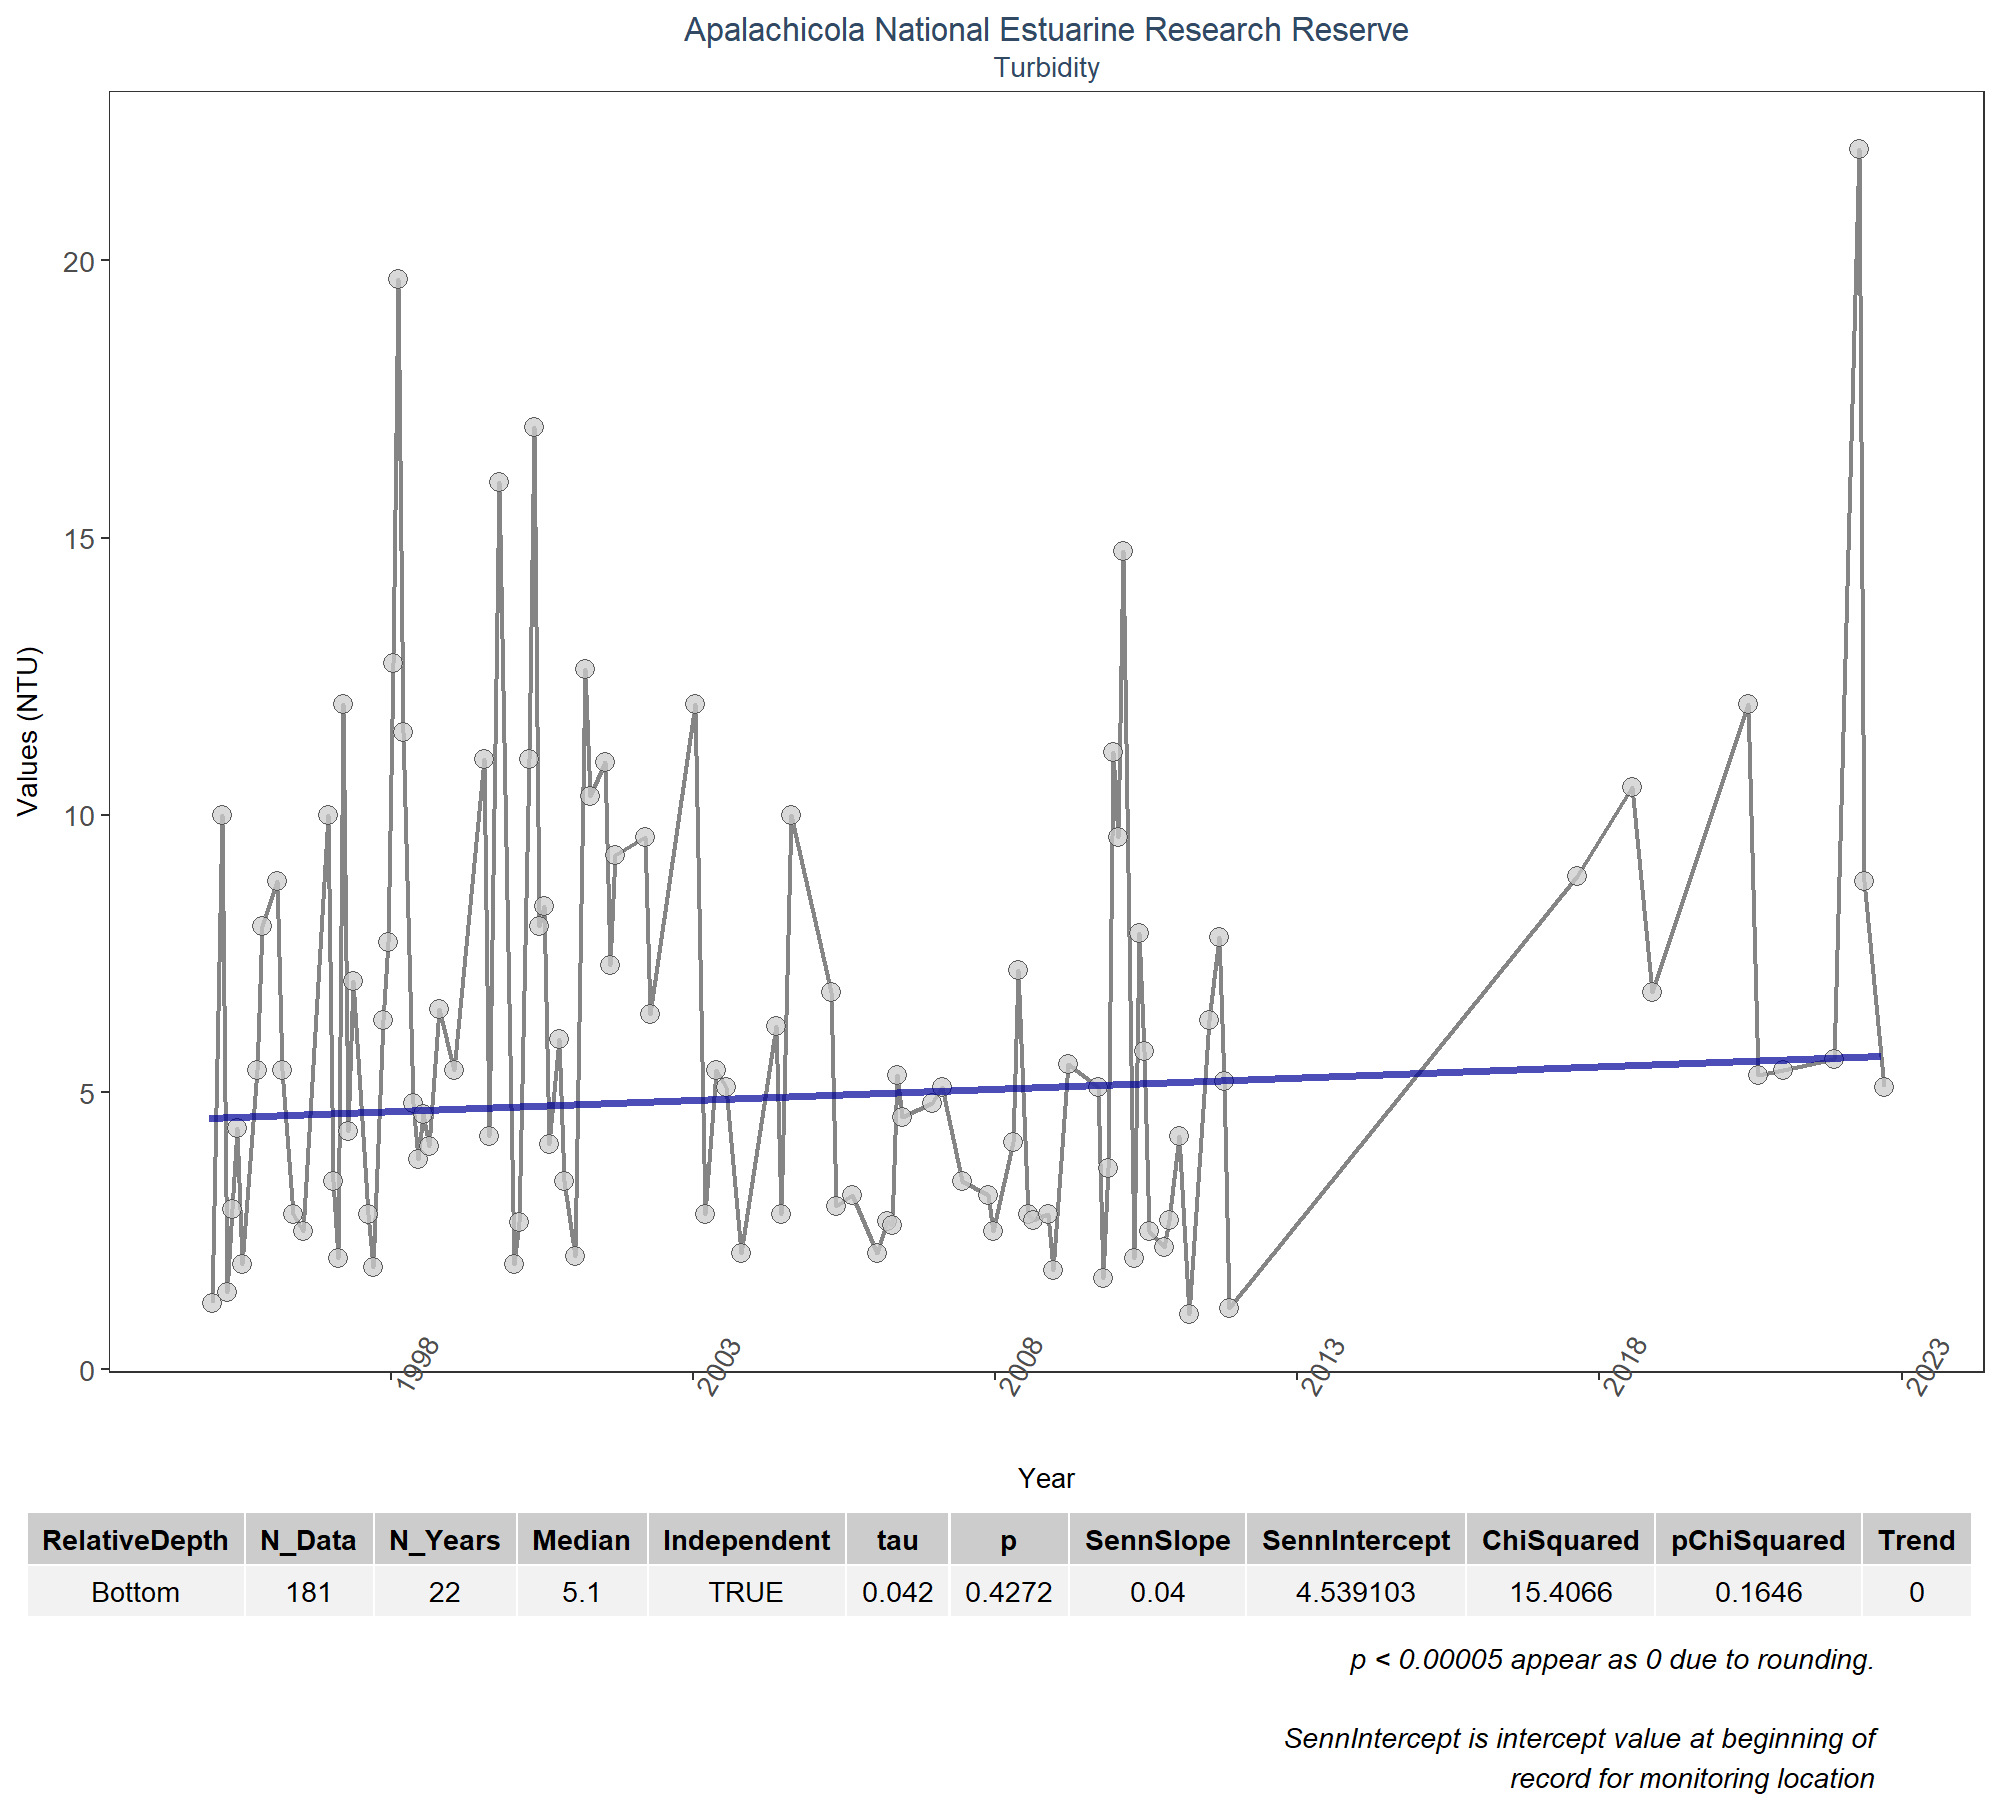 Apalachicola National Estuarine Research Reserve
Turbidity
Values (NTU)
20
15
10
5
0
1998 2003 2008 2013 2018 2023
Year
RelativeDepth N_Data N_Years Median Independent tau p SennSlope SennIntercept ChiSquared pChiSquared Trend
Bottom 181 22 5.1 TRUE 0.042 0.4272 0.04 4.539103 15.4066 0.1646 0
p < 0.00005 appear as 0 due to rounding.
SennIntercept is intercept value at beginning of
record for monitoring location